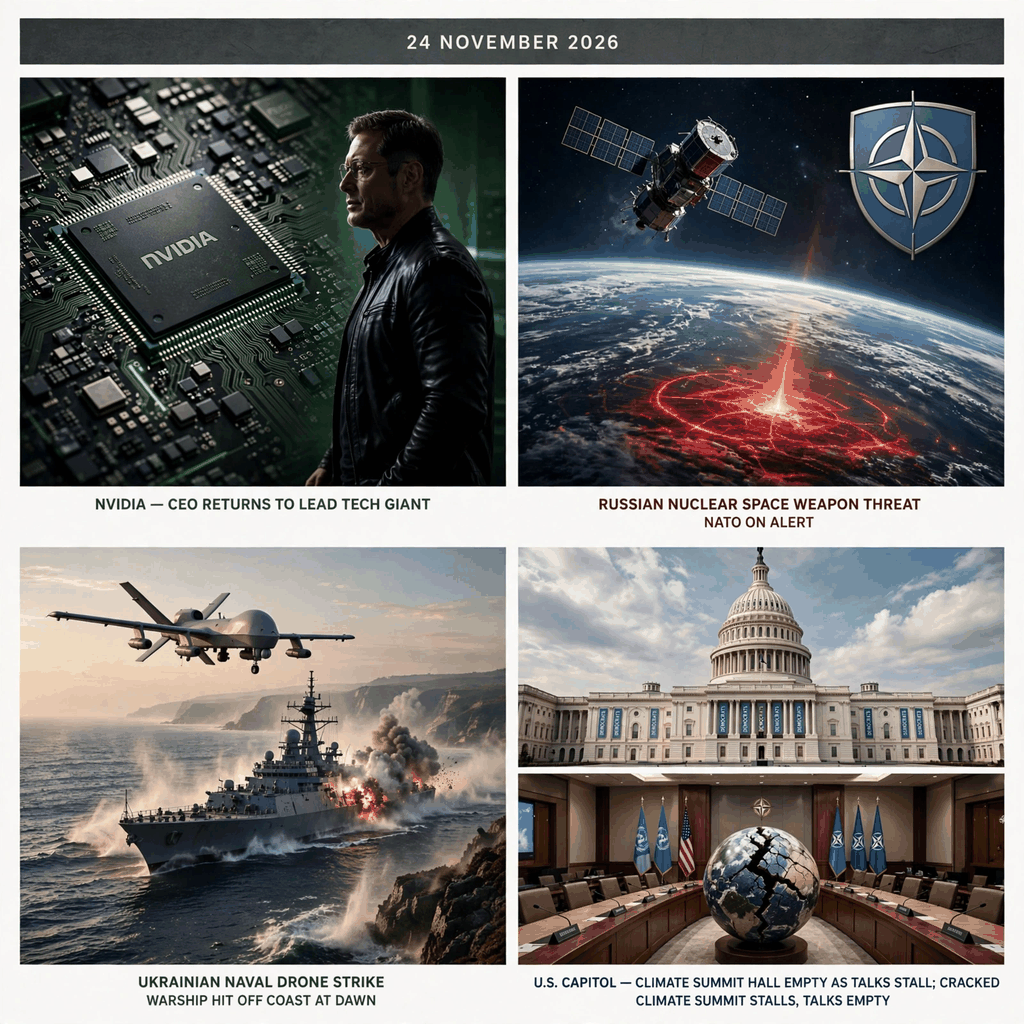 24 NOVEMBER 2026
NVIDIA
NVIDIA — CEO RETURNS TO LEAD TECH GIANT
RUSSIAN NUCLEAR SPACE WEAPON THREAT
NATO ON ALERT
UKRAINIAN NAVAL DRONE STRIKE
WARSHIP HIT OFF COAST AT DAWN
U.S. CAPITOL — CLIMATE SUMMIT HALL EMPTY AS TALKS STALL; CRACKED
CLIMATE SUMMIT STALLS, TALKS EMPTY